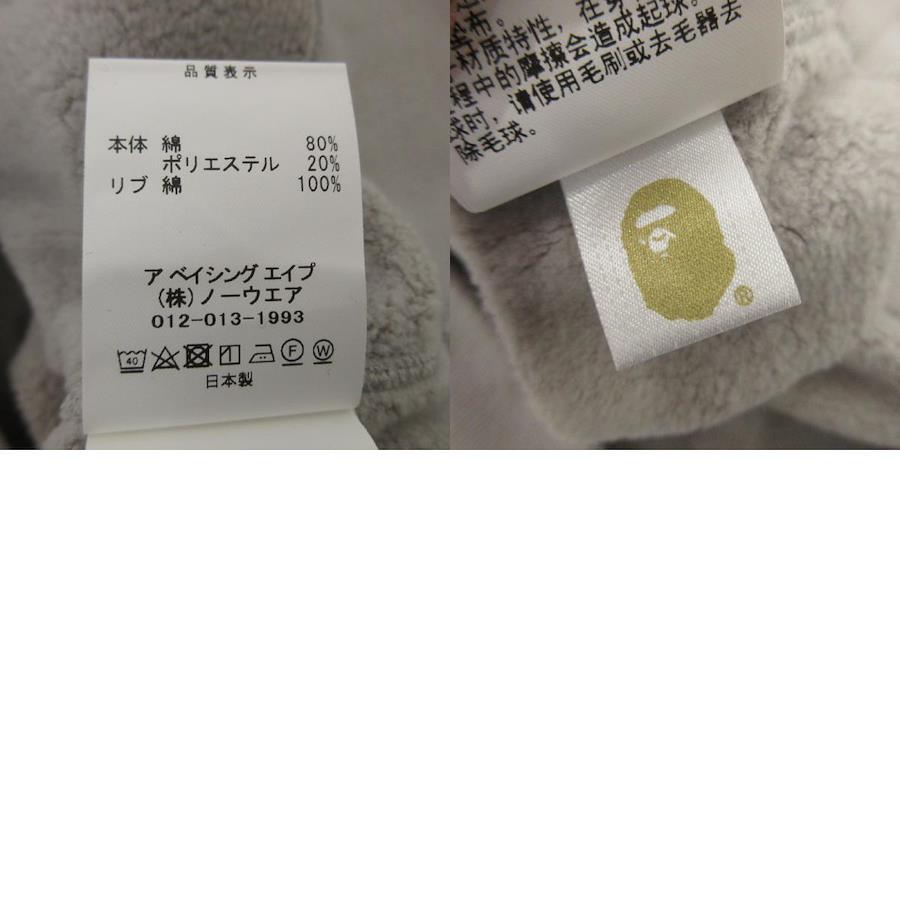 品質表示
本体 綿 80%
ポリエステル 20%
リブ 綿 100%
ア ベイシング エイプ
(株)ノーウエア
012-013-1993
40
F
W
日本製
布。
材质特性，在穿
程中的摩擦会造成起球。
球时，请使用毛刷或去毛器去
除毛球。
®